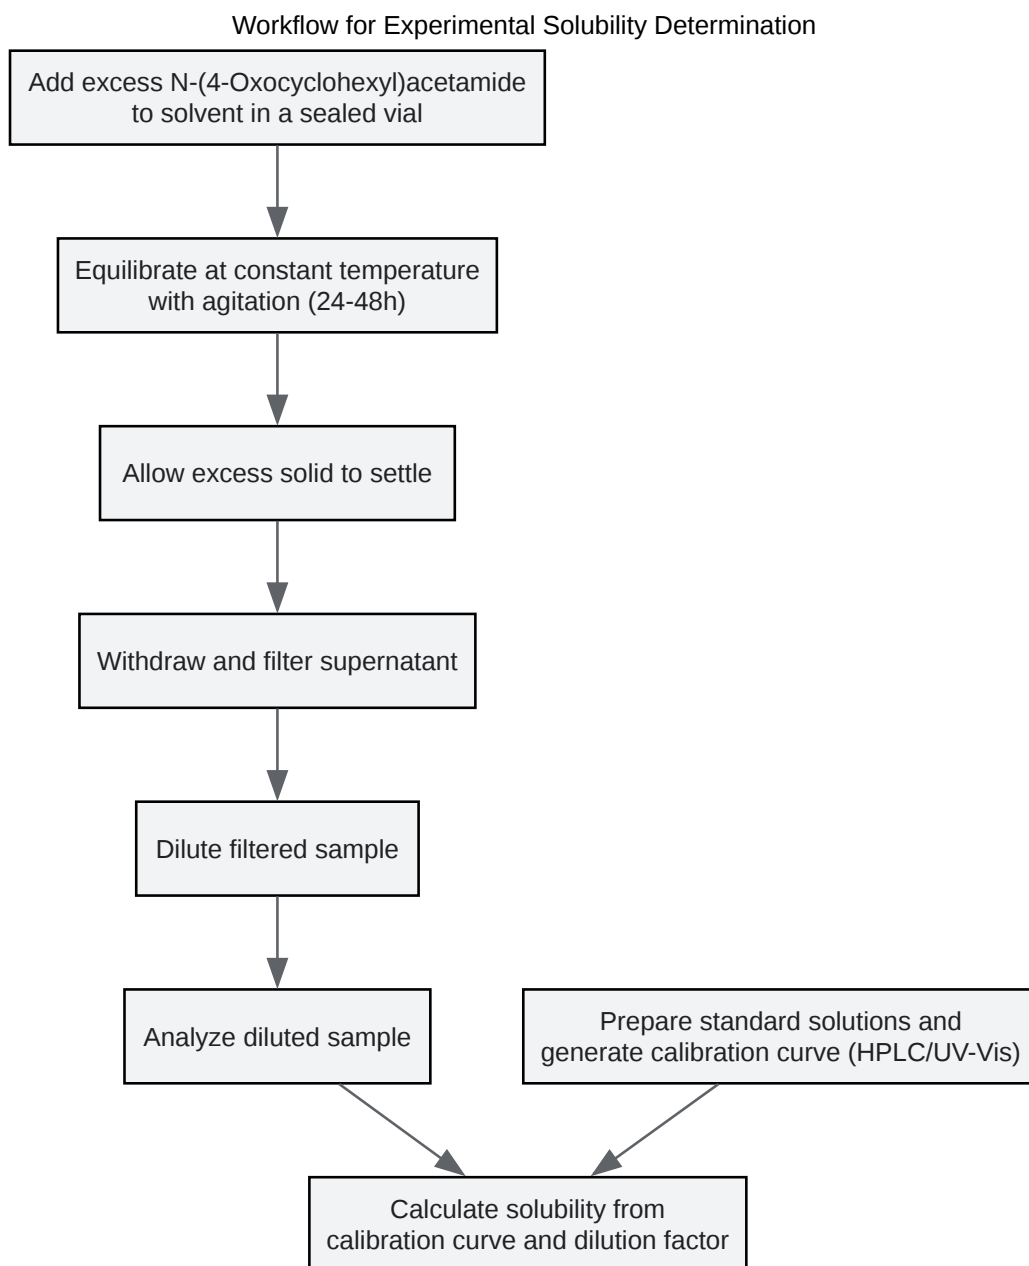 Workflow for Experimental Solubility Determination
Add excess N-(4-Oxocyclohexyl)acetamide
to solvent in a sealed vial
Equilibrate at constant temperature
with agitation (24-48h)
Allow excess solid to settle
Withdraw and filter supernatant
Dilute filtered sample
Analyze diluted sample
Prepare standard solutions and
generate calibration curve (HPLC/UV-Vis)
Calculate solubility from
calibration curve and dilution factor